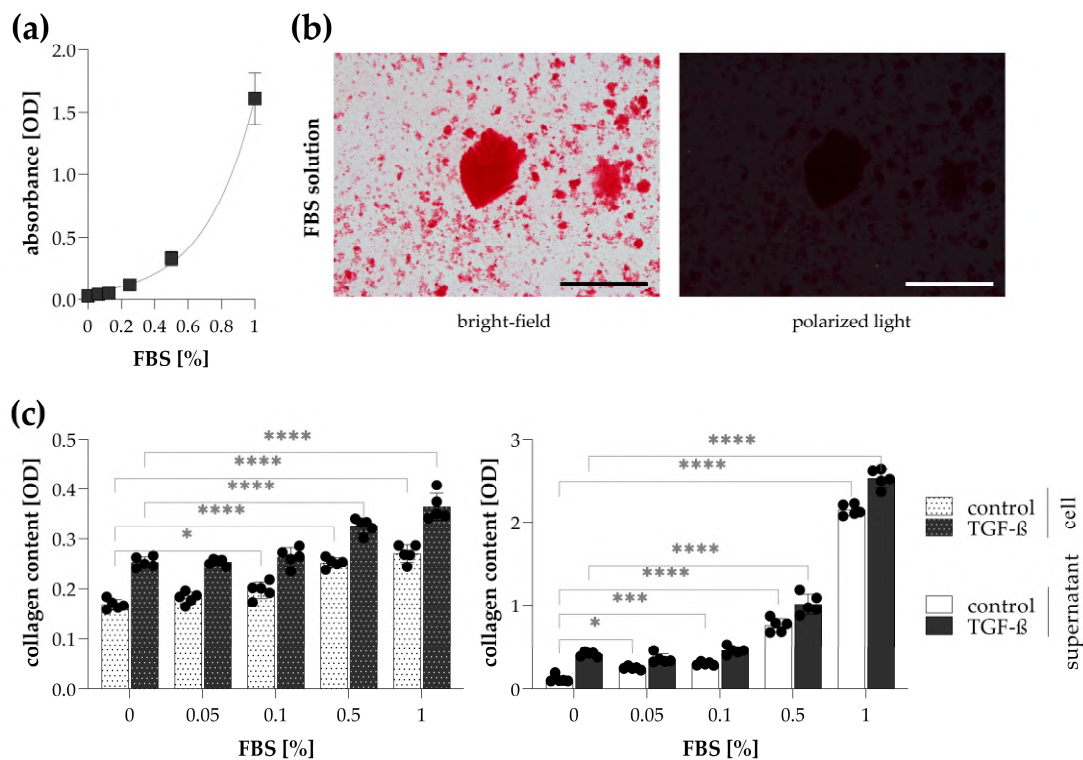 (a)
absorbance [OD]
2.0
1.5
1.0
0.5
0.0
0 0.2 0.4 0.6 0.8 1
FBS [%]
(b)
FBS solution
bright-field
polarized light
(c)
collagen content [OD]
0.5
0.4
0.3
0.2
0.1
0.0
****
****
****
****
*
0 0.05 0.1 0.5 1
FBS [%]
collagen content [OD]
3
2
1
0
****
****
****
****
***
*
0 0.05 0.1 0.5 1
FBS [%]
control
TGF-ß
cell
control
TGF-ß
supernatant